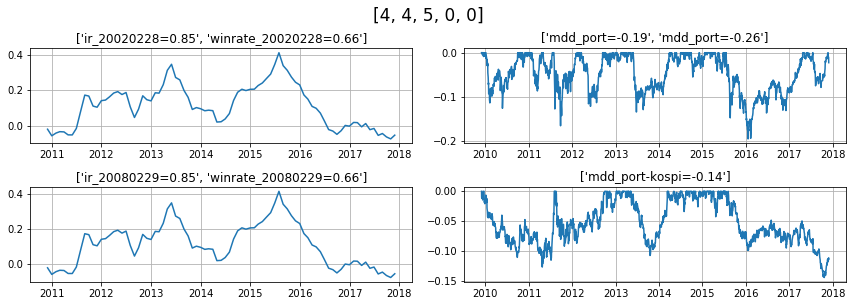 [4, 4, 5, 0, 0]
['ir_20020228=0.85', 'winrate_20020228=0.66']
0.4
0.2
0.0
2011 2012 2013 2014 2015 2016 2017 2018
['mdd_port=-0.19', 'mdd_port=-0.26']
0.0
−0.1
−0.2
2010 2011 2012 2013 2014 2015 2016 2017 2018
['ir_20080229=0.85', 'winrate_20080229=0.66']
0.4
0.2
0.0
2011 2012 2013 2014 2015 2016 2017 2018
['mdd_port-kospi=-0.14']
0.00
−0.05
−0.10
−0.15
2010 2011 2012 2013 2014 2015 2016 2017 2018